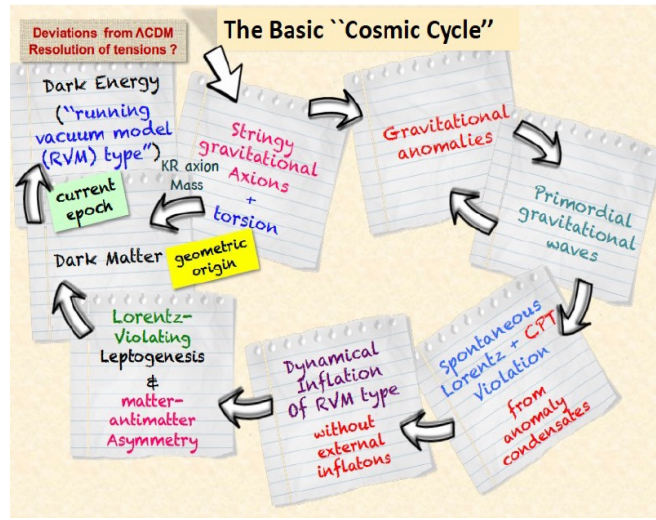 The Basic ``Cosmic Cycle”
Deviations from ΛCDM
Resolution of tensions ?
Dark Energy
(“running
vacuum model
(RVM) type”)
current
epoch
Stringy
gravitational
Axions
+
torsion
KR axion
Mass
Gravitational
anomalies
Primordial
gravitational
waves
Spontaneous
Lorentz + CPT
Violation
from
anomaly
condensates
Dynamical
Inflation
Of RVM type
without
external
inflatons
Lorentz-
Violating
Leptogenesis
&
matter-
antimatter
Asymmetry
Dark Matter
geometric
origin